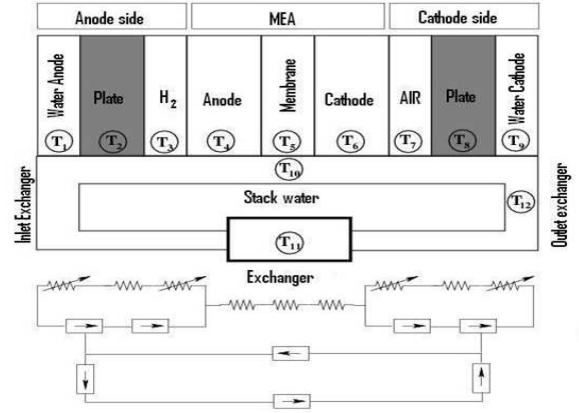 Anode side MEA Cathode side
Water Anode Plate H2 Anode Membrane Cathode AIR Plate Water Cathode
T1 T2 T3 T4 T5 T6 T7 T8 T9
T10
Inlet Exchanger Stack water T12 Outlet exchanger
T11
Exchanger